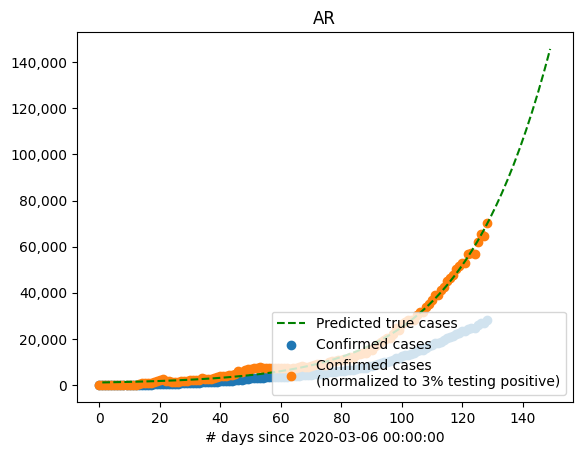 AR
140,000
120,000
100,000
80,000
60,000
40,000
20,000
0
Predicted true cases
Confirmed cases
Confirmed cases
(normalized to 3% testing positive)
0 20 40 60 80 100 120 140
# days since 2020-03-06 00:00:00